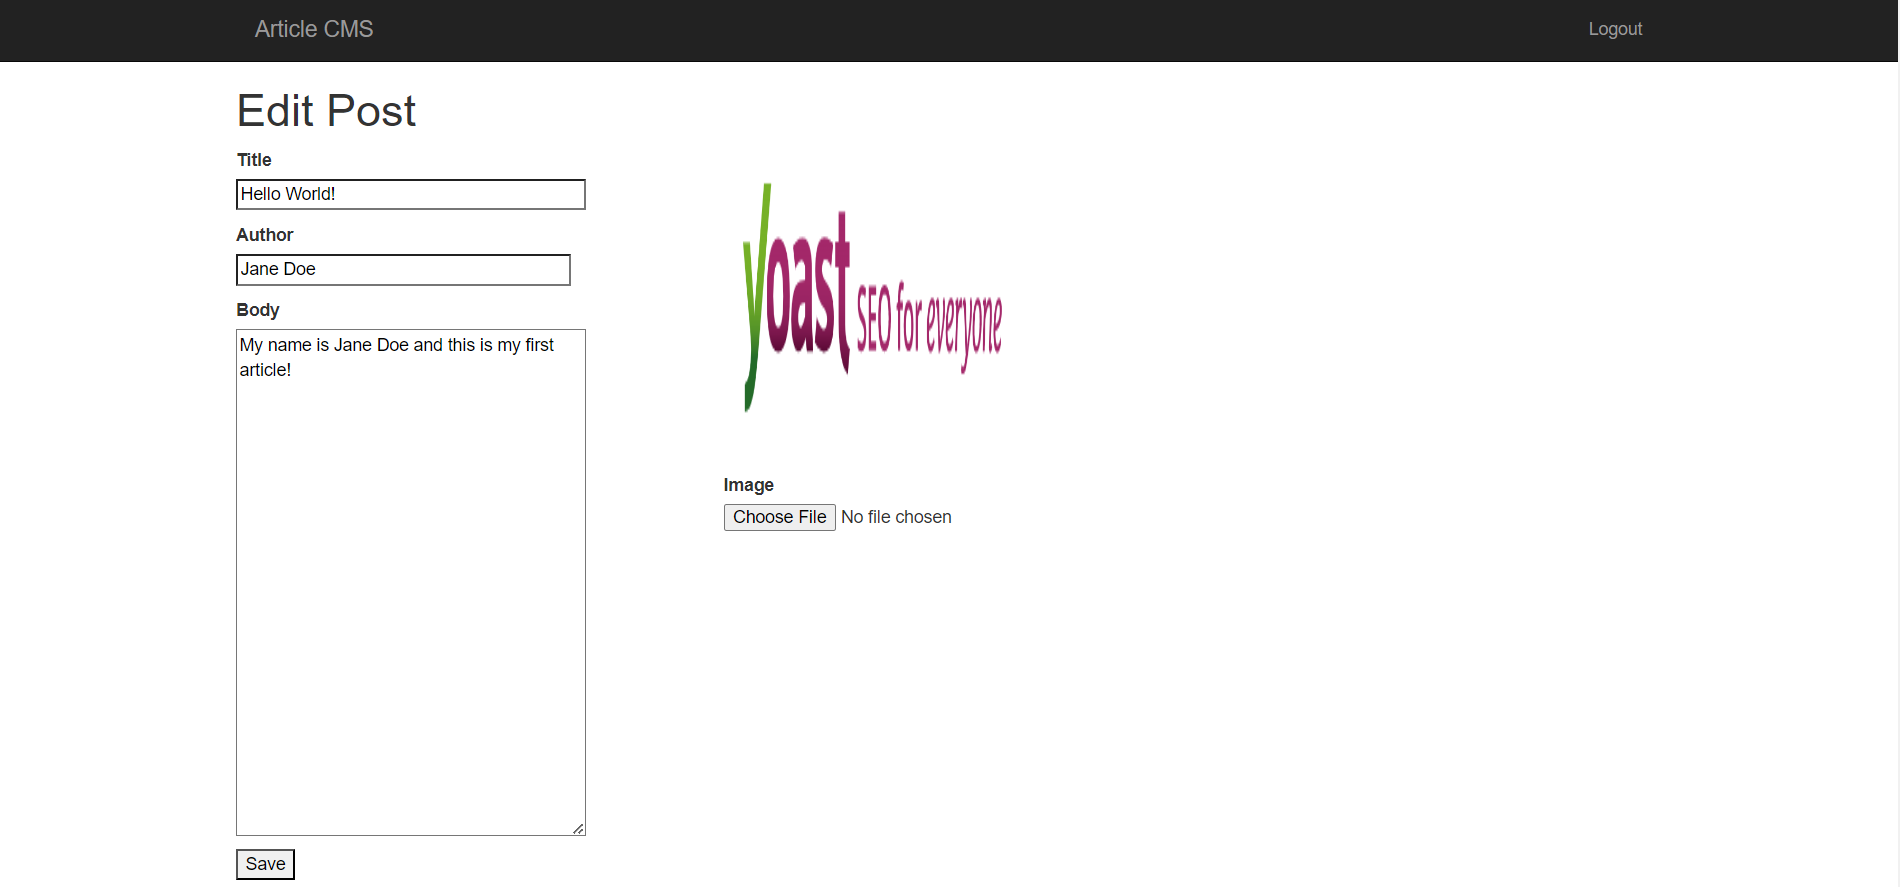 Article CMS
Logout
Edit Post
Title
Hello World!
Author
Jane Doe
Body
My name is Jane Doe and this is my first
article!
Save
yoast SEO for everyone
Image
Choose File No file chosen